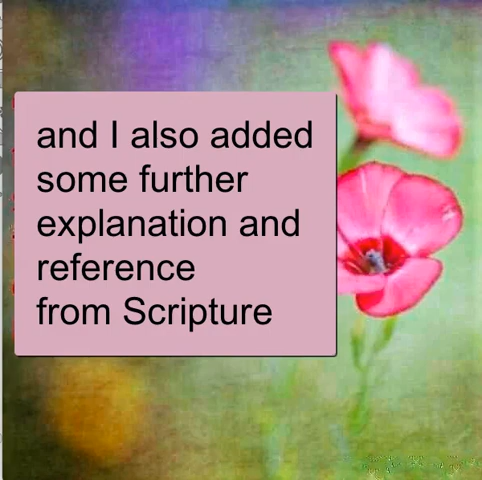 and I also added
some further
explanation and
reference
from Scripture